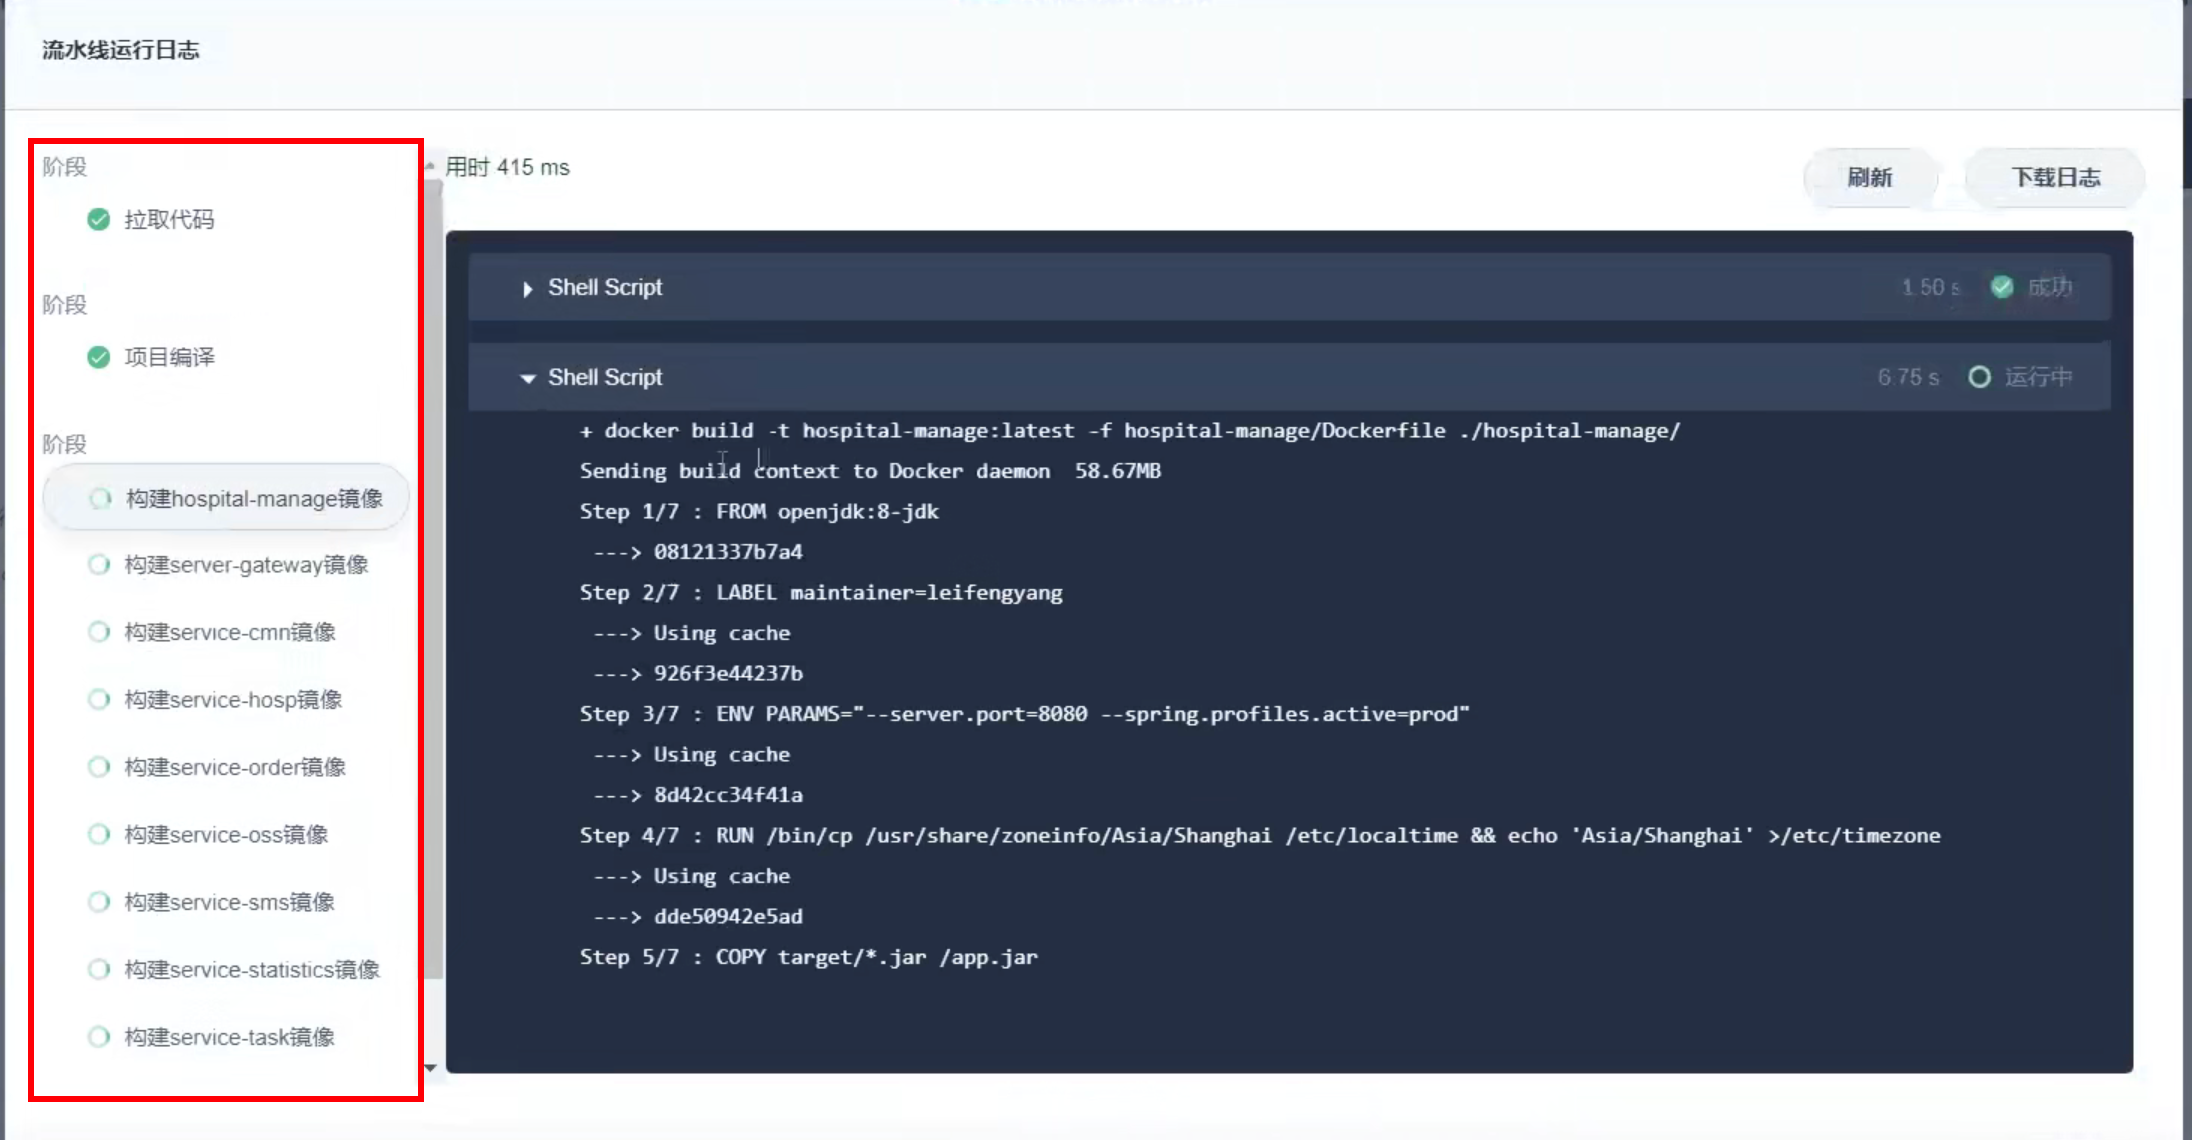 流水线运行日志
阶段
拉取代码
阶段
项目编译
阶段
构建hospital-manage镜像
构建server-gateway镜像
构建service-cmn镜像
构建service-hosp镜像
构建service-order镜像
构建service-oss镜像
构建service-sms镜像
构建service-statistics镜像
构建service-task镜像
用时 415 ms
刷新
下载日志
Shell Script
1.50 s
成功
Shell Script
6.75 s
运行中
+ docker build -t hospital-manage:latest -f hospital-manage/Dockerfile ./hospital-manage/
Sending build context to Docker daemon  58.67MB
Step 1/7 : FROM openjdk:8-jdk
 ---> 08121337b7a4
Step 2/7 : LABEL maintainer=leifengyang
 ---> Using cache
 ---> 926f3e44237b
Step 3/7 : ENV PARAMS="--server.port=8080 --spring.profiles.active=prod"
 ---> Using cache
 ---> 8d42cc34f41a
Step 4/7 : RUN /bin/cp /usr/share/zoneinfo/Asia/Shanghai /etc/localtime && echo 'Asia/Shanghai' >/etc/timezone
 ---> Using cache
 ---> dde50942e5ad
Step 5/7 : COPY target/*.jar /app.jar